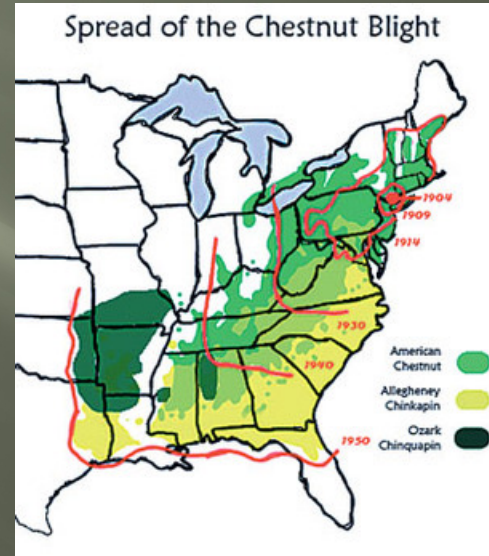 Spread of the Chestnut Blight
1904
1909
1914
1930
American
Chestnut
1940
Allegheney
Chinkapin
Ozark
Chinquapin
1950